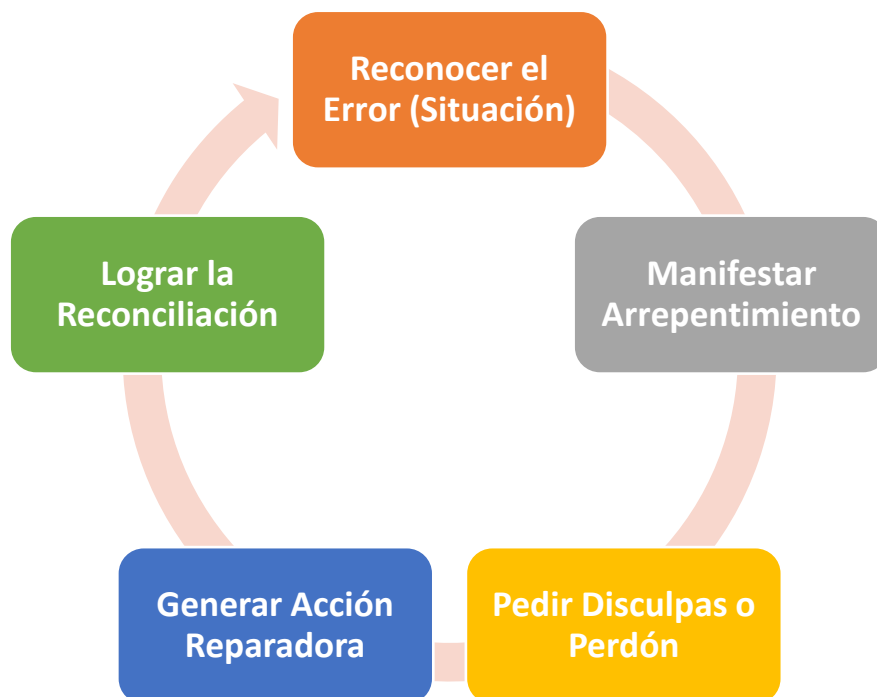 Reconocer el
Error (Situación)
Manifestar
Arrepentimiento
Pedir Disculpas o
Perdón
Generar Acción
Reparadora
Lograr la
Reconciliación